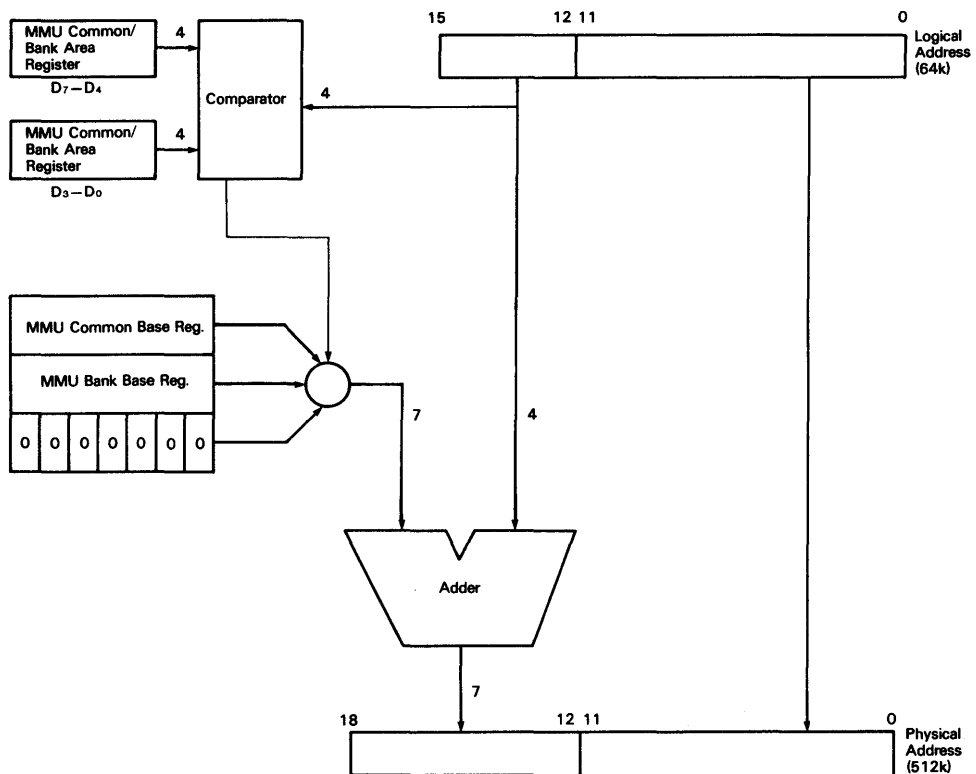 MMU Common/
Bank Area
Register
D7–D4
4
MMU Common/
Bank Area
Register
D3–D0
4
Comparator
4
15
12 11
0
Logical
Address
(64k)
MMU Common Base Reg.
MMU Bank Base Reg.
0 0 0 0 0 0 0
7
4
Adder
7
18
12 11
0
Physical
Address
(512k)